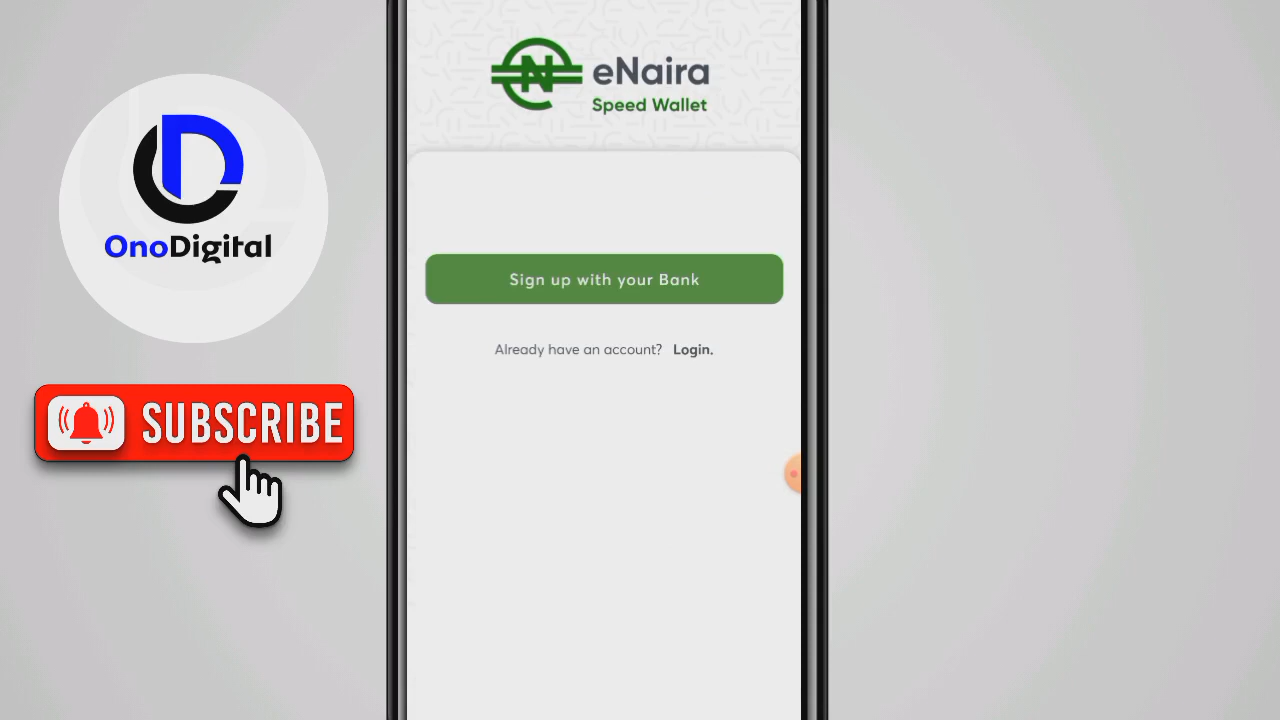 eNaira
Speed Wallet
OnoDigital
Sign up with your Bank
Already have an account? Login.
SUBSCRIBE